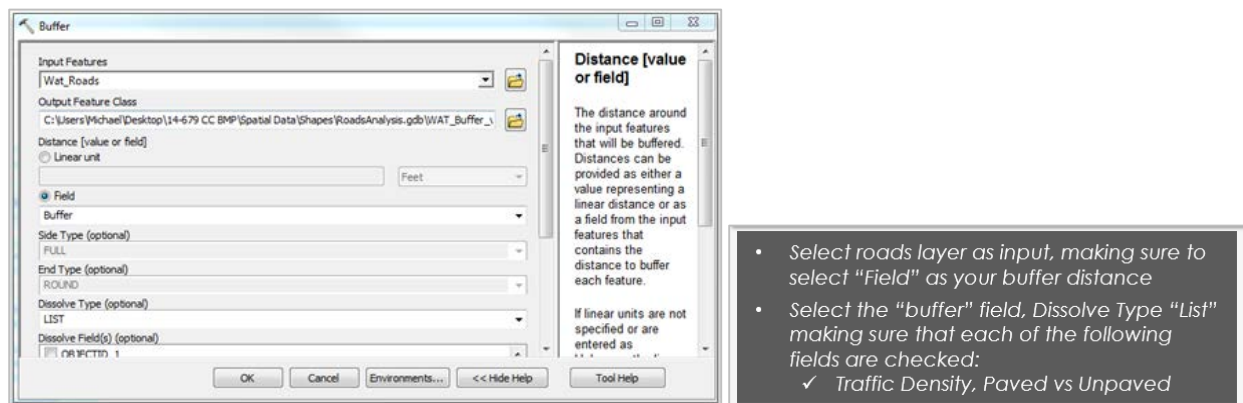 Buffer
Input Features
Wat_Roads
Output Feature Class
C:\Users\Michael\Desktop\14-679 CC BMP\Spatial Data\Shapes\RoadsAnalysis.gdb\WAT_Buffer_
Distance [value or field]
Linear unit
Feet
Field
Buffer
Side Type (optional)
FULL
End Type (optional)
ROUND
Dissolve Type (optional)
LIST
Dissolve Field(s) (optional)
OBJECTID_1
OK
Cancel
Environments...
<< Hide Help
Tool Help
Distance [value
or field]
The distance around
the input features
that will be buffered.
Distances can be
provided as either a
value representing a
linear distance or as
a field from the input
features that
contains the
distance to buffer
each feature.
If linear units are not
specified or are
entered as
• Select roads layer as input, making sure to
select “Field” as your buffer distance
• Select the “buffer” field, Dissolve Type “List”
making sure that each of the following
fields are checked:
✓ Traffic Density, Paved vs Unpaved